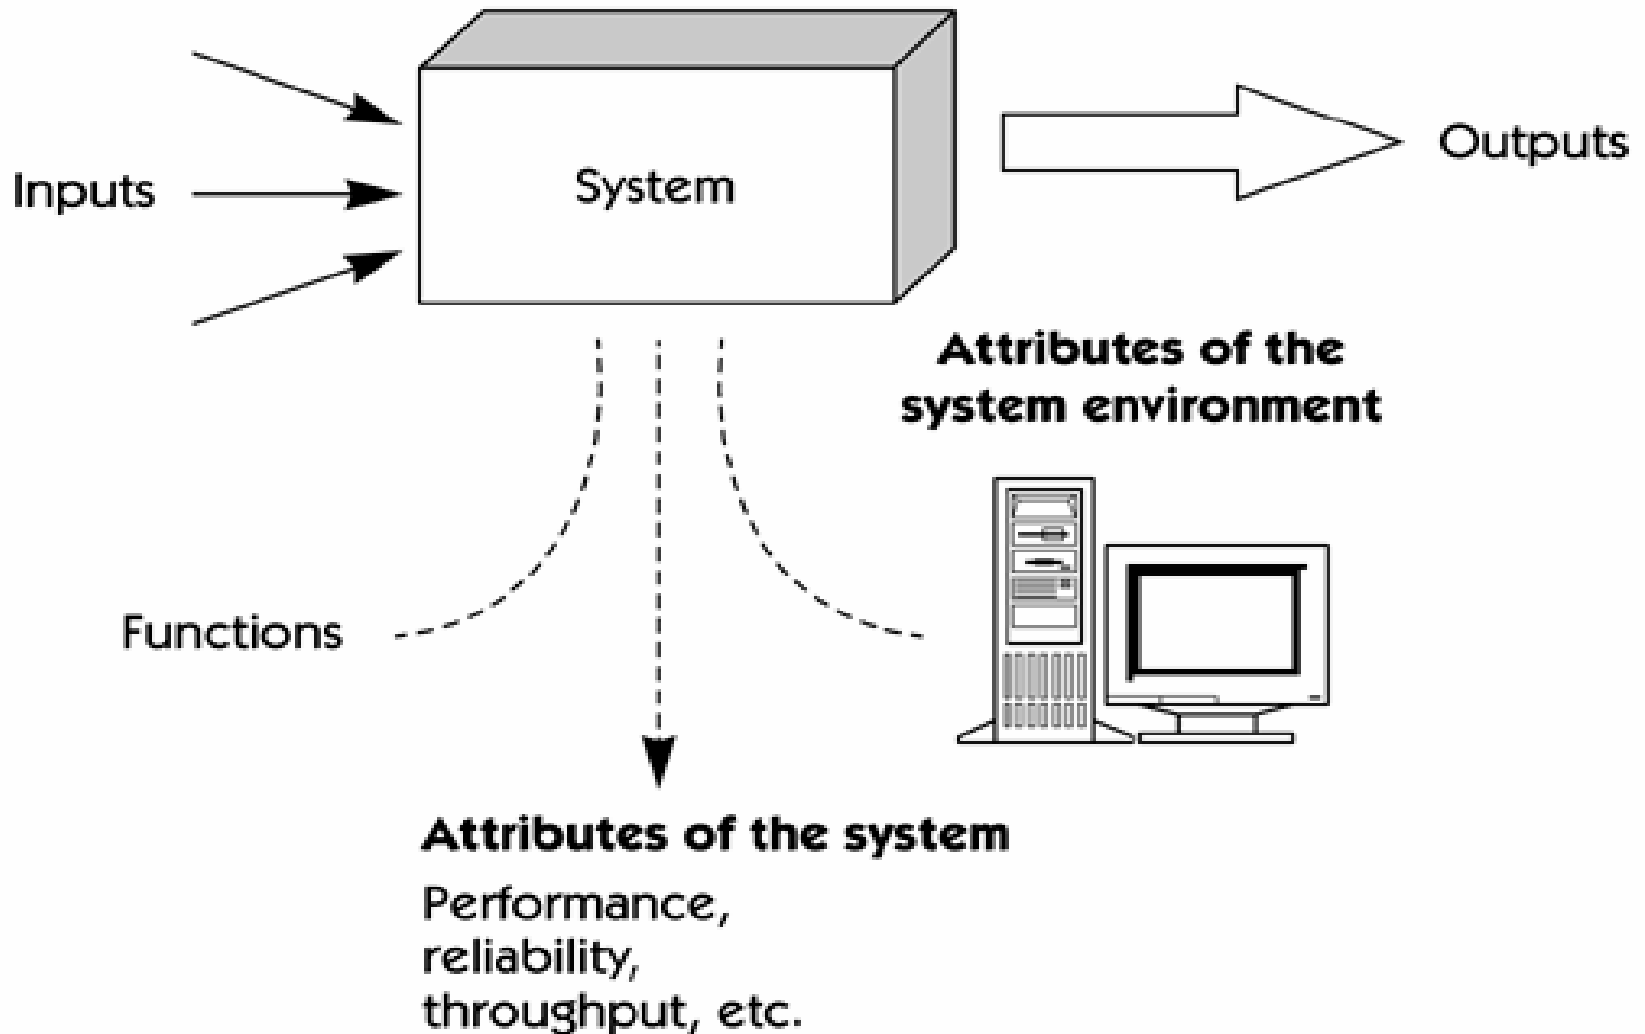 Inputs
System
Outputs
Attributes of the
system environment
Functions
Attributes of the system
Performance,
reliability,
throughput, etc.